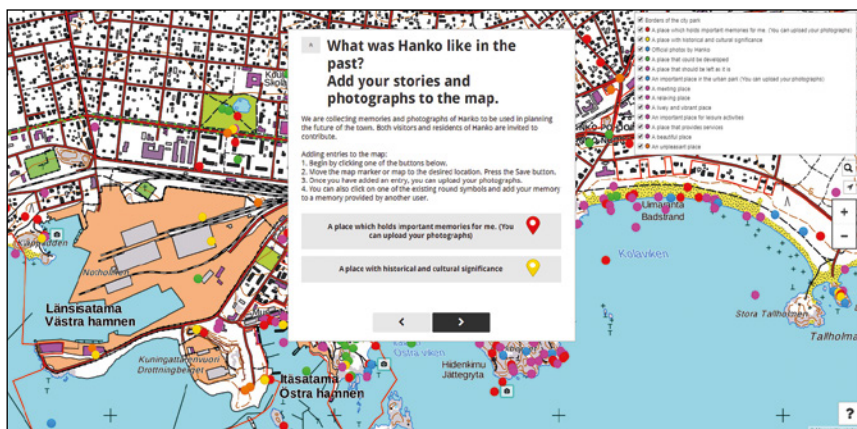 What was Hanko like in the
past?
Add your stories and
photographs to the map.
We are collecting memories and photographs of Hanko to be used in planning
the future of the town. Both visitors and residents of Hanko are invited to
contribute.
Adding entries to the map:
1. Begin by clicking one of the buttons below.
2. Move the map marker or map to the desired location. Press the Save button.
3. Once you have added an entry, you can upload your photographs.
4. You can also click on one of the existing round symbols and add your memory
to a memory provided by another user.
A place which holds important memories for me. (You
can upload your photographs)
A place with historical and cultural significance
Borders of the city park
A place which holds important memories for me. (You can upload your photographs)
A place with historical and cultural significance
Official photos by Hanko
A place that could be developed
A place that should be left as it is
An important place in the urban park (You can upload your photographs)
A meeting place
A relaxing place
A lively and vibrant place
An important place for leisure activities
A place that provides services
A beautiful place
An unpleasant place
+
−
?
Länsisatama
Västra hamnen
Kuningattarenvuori
Drottningberget
Itäsatama
Östra hamnen
Hiidenkirnu
Jättegryta
Uimaranta
Badstrand
Kolaviken
Stora Tallholmen
Tallholma